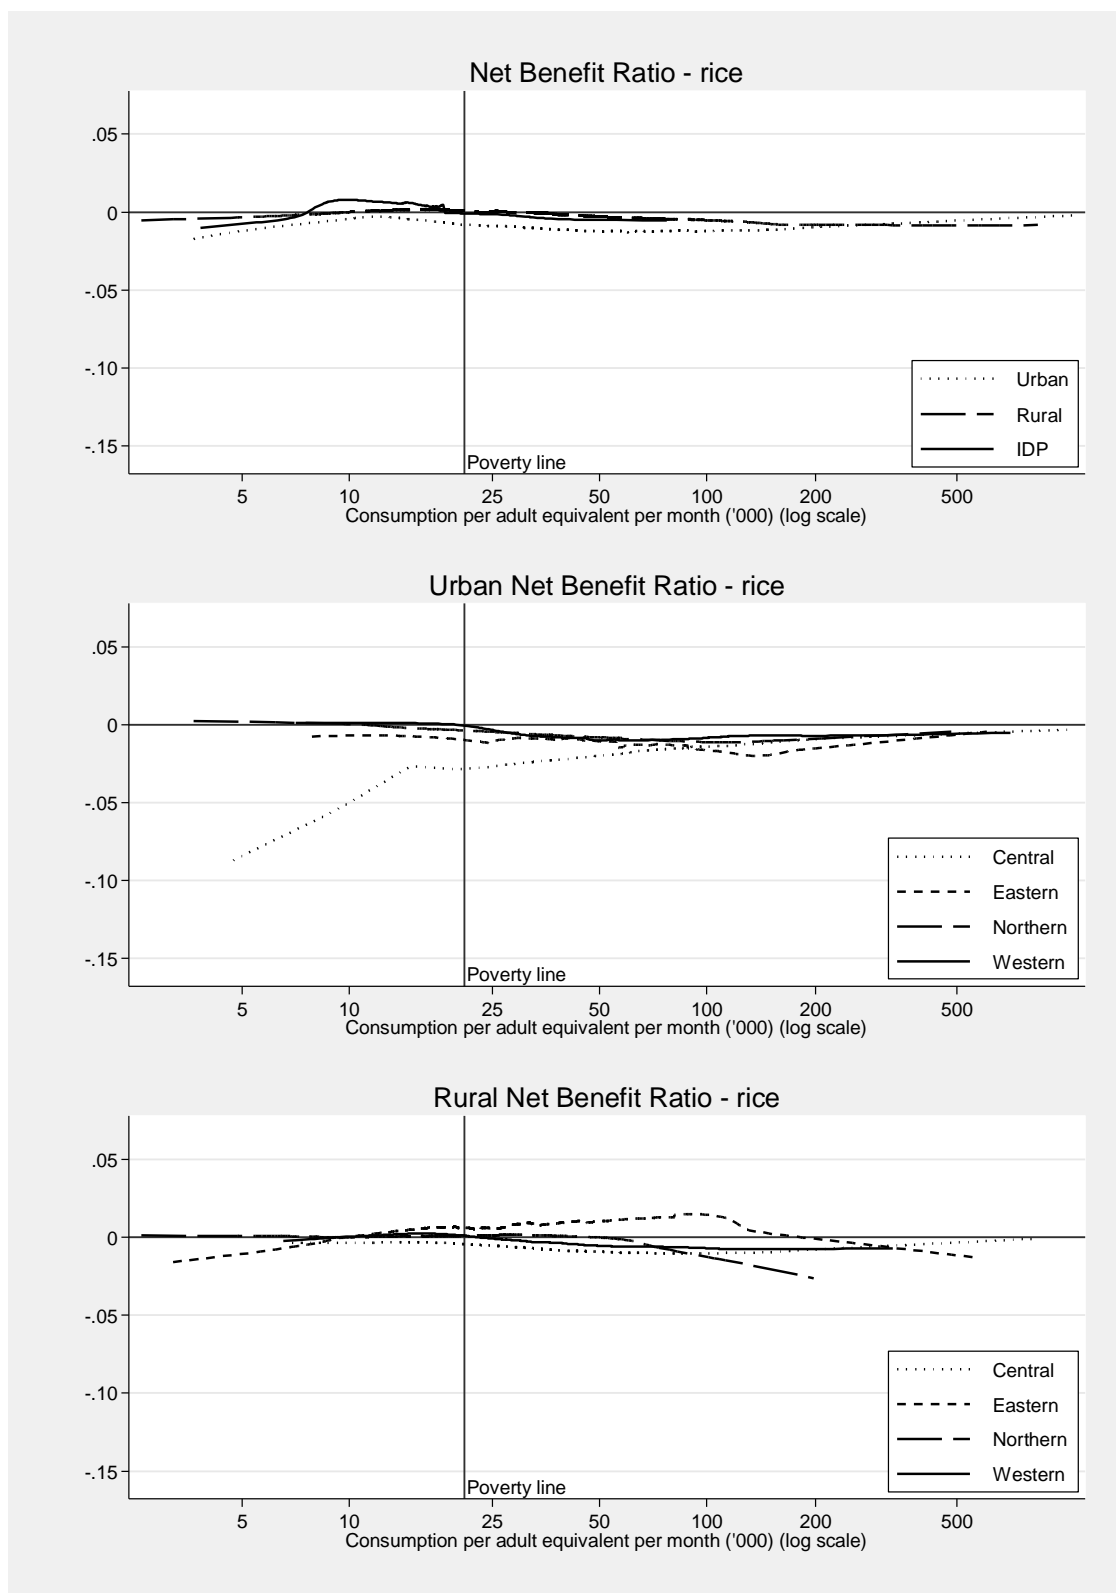 Net Benefit Ratio - rice
.05
0
-.05
-.10
-.15
Urban
Rural
IDP
Poverty line
5 10 25 50 100 200 500
Consumption per adult equivalent per month ('000) (log scale)
Urban Net Benefit Ratio - rice
.05
0
-.05
-.10
-.15
Central
Eastern
Northern
Western
Poverty line
5 10 25 50 100 200 500
Consumption per adult equivalent per month ('000) (log scale)
Rural Net Benefit Ratio - rice
.05
0
-.05
-.10
-.15
Central
Eastern
Northern
Western
Poverty line
5 10 25 50 100 200 500
Consumption per adult equivalent per month ('000) (log scale)